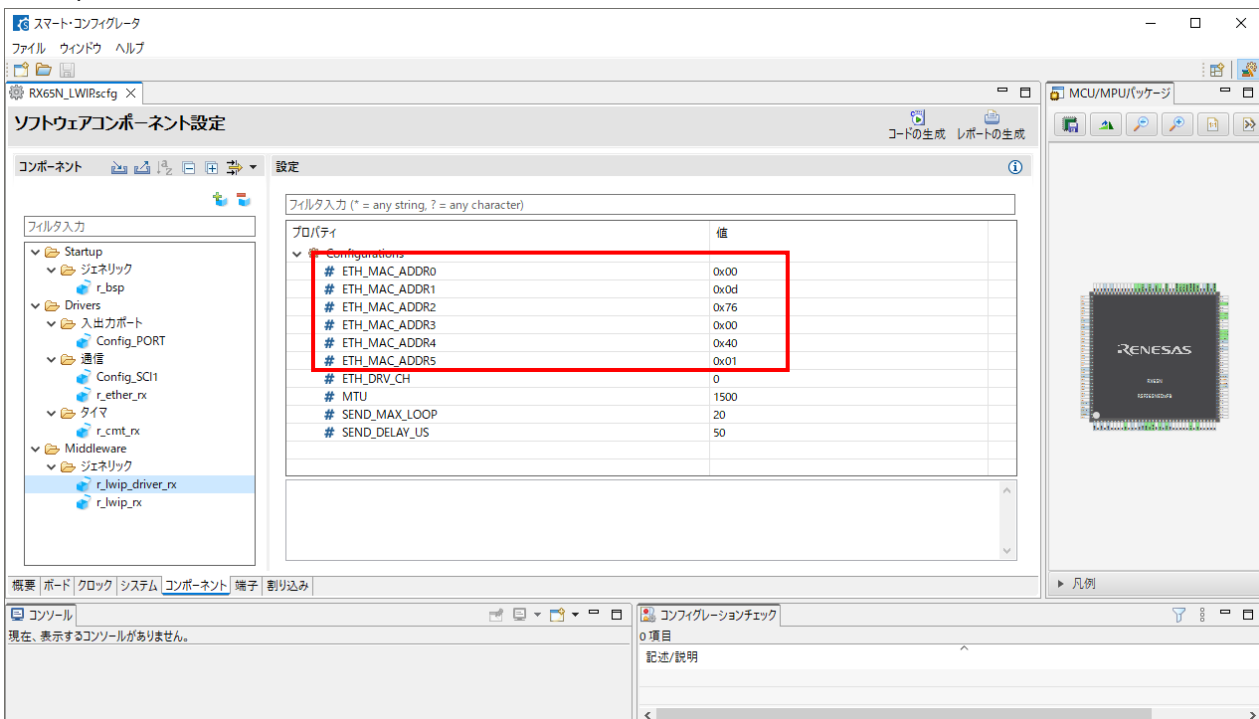 スマート・コンフィグレータ
ファイル ウィンドウ ヘルプ
RX65N_LWIP.scfg
MCU/MPUパッケージ
ソフトウェアコンポーネント設定
コードの生成 レポートの生成
コンポーネント
設定
フィルタ入力 (* = any string, ? = any character)
フィルタ入力
プロパティ 値
Startup
ジェネリック
r_bsp
Drivers
入出力ポート
Config_PORT
通信
Config_SCI1
r_ether_rx
タイマ
r_cmt_rx
Middleware
ジェネリック
r_lwip_driver_rx
r_lwip_rx
Configurations
# ETH_MAC_ADDR0 0x00
# ETH_MAC_ADDR1 0x0d
# ETH_MAC_ADDR2 0x76
# ETH_MAC_ADDR3 0x00
# ETH_MAC_ADDR4 0x40
# ETH_MAC_ADDR5 0x01
# ETH_DRV_CH 0
# MTU 1500
# SEND_MAX_LOOP 20
# SEND_DELAY_US 50
RENESAS
概要 ボード クロック システム コンポーネント 端子 割り込み
凡例
コンソール
現在、表示するコンソールがありません。
コンフィグレーションチェック
0 項目
記述/説明